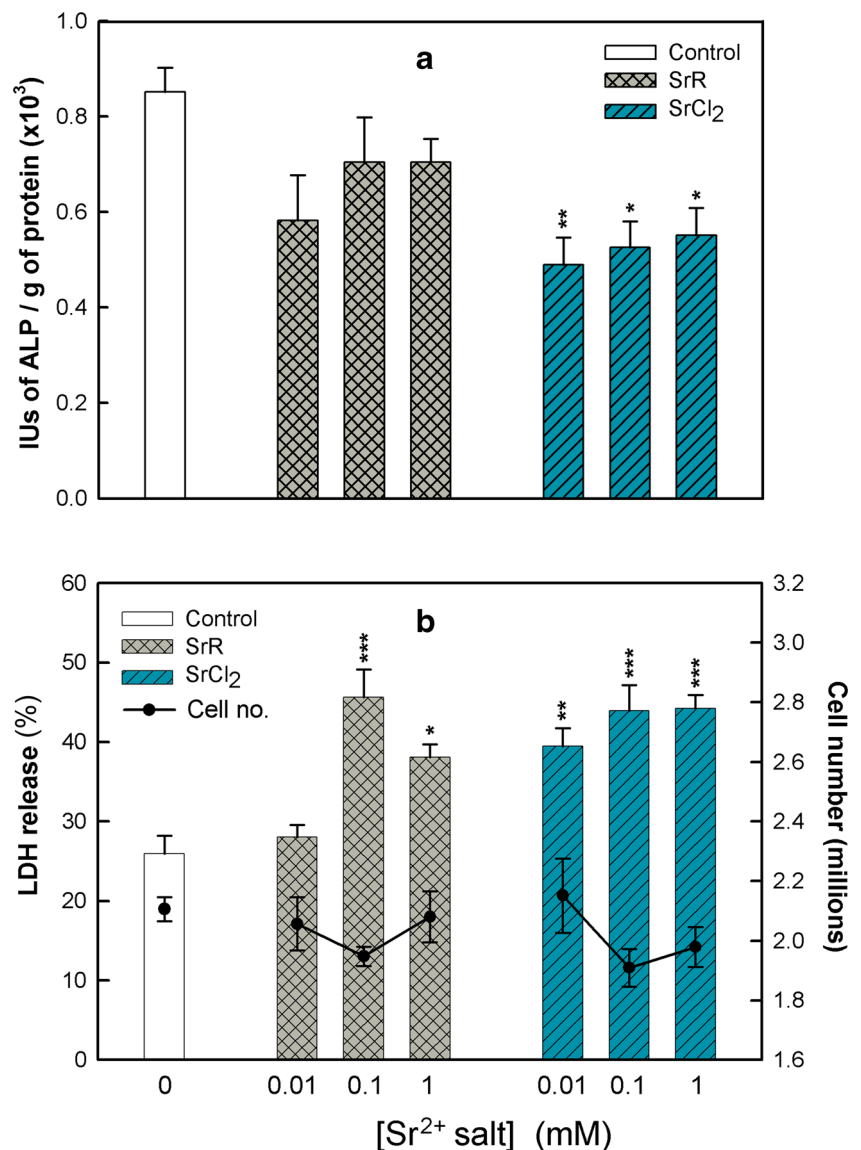 a
Control
SrR
SrCl₂
IUs of ALP / g of protein (x10³)
1.0
0.8
0.6
0.4
0.2
0.0
**
*
*
b
Control
SrR
SrCl₂
Cell no.
LDH release (%)
60
50
40
30
20
10
0
***
*
**
***
***
Cell number (millions)
3.2
3.0
2.8
2.6
2.4
2.2
2.0
1.8
1.6
0 0.01 0.1 1 0.01 0.1 1
[Sr²⁺ salt] (mM)